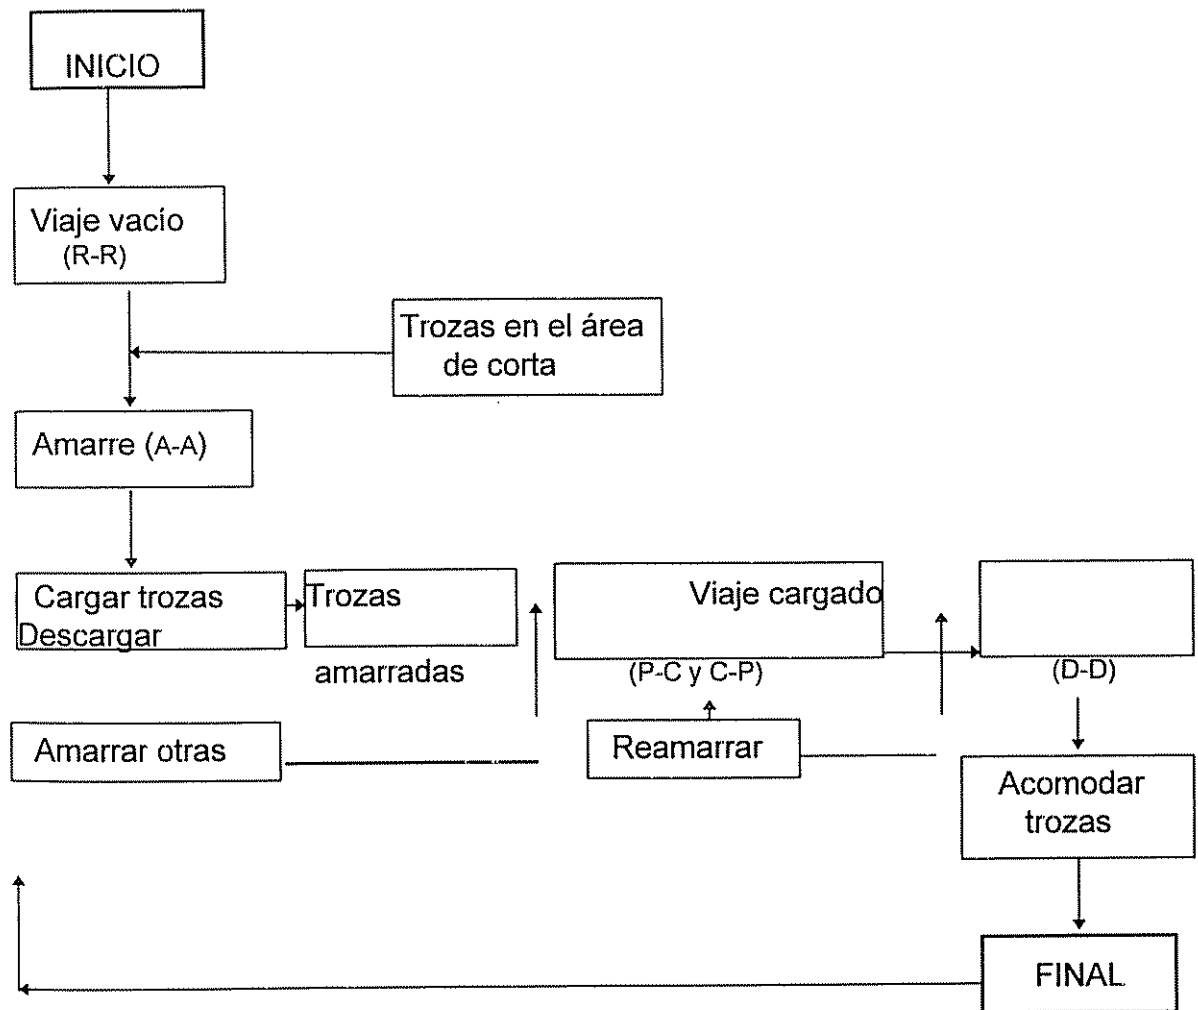 INICIO
Viaje vacío
(R-R)
Trozas en el área
de corta
Amarre (A-A)
Cargar trozas
Descargar
Trozas
amarradas
Viaje cargado
(P-C y C-P)
(D-D)
Amarrar otras
Reamarrar
Acomodar
trozas
FINAL